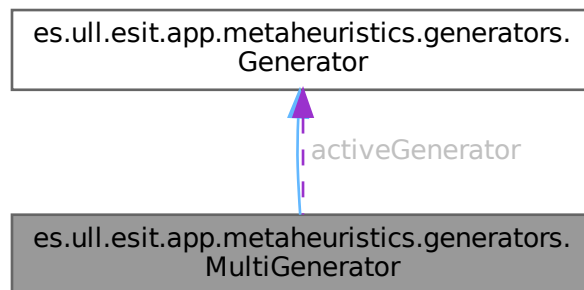 es.ull.esit.app.metaheuristics.generators.
Generator
activeGenerator
es.ull.esit.app.metaheuristics.generators.
MultiGenerator